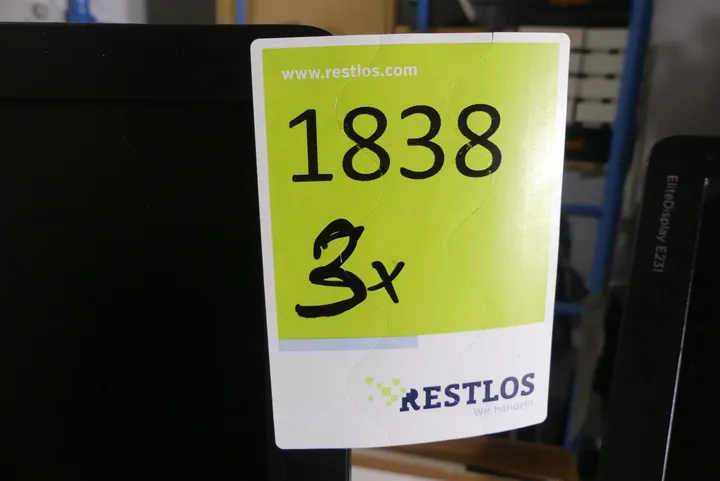 www.restlos.com
1838
3x
RESTLOS
Wir handeln.
EliteDisplay E231